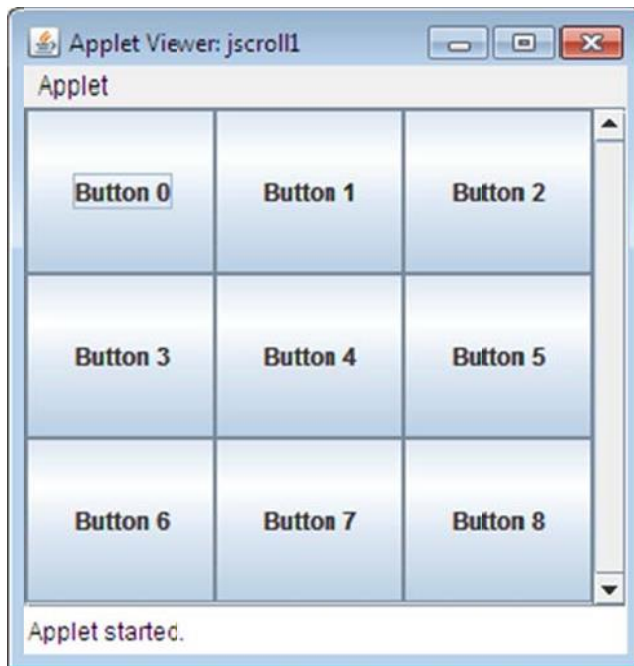 Applet Viewer: jscroll1
Applet
Button 0 Button 1 Button 2
Button 3 Button 4 Button 5
Button 6 Button 7 Button 8
Applet started.